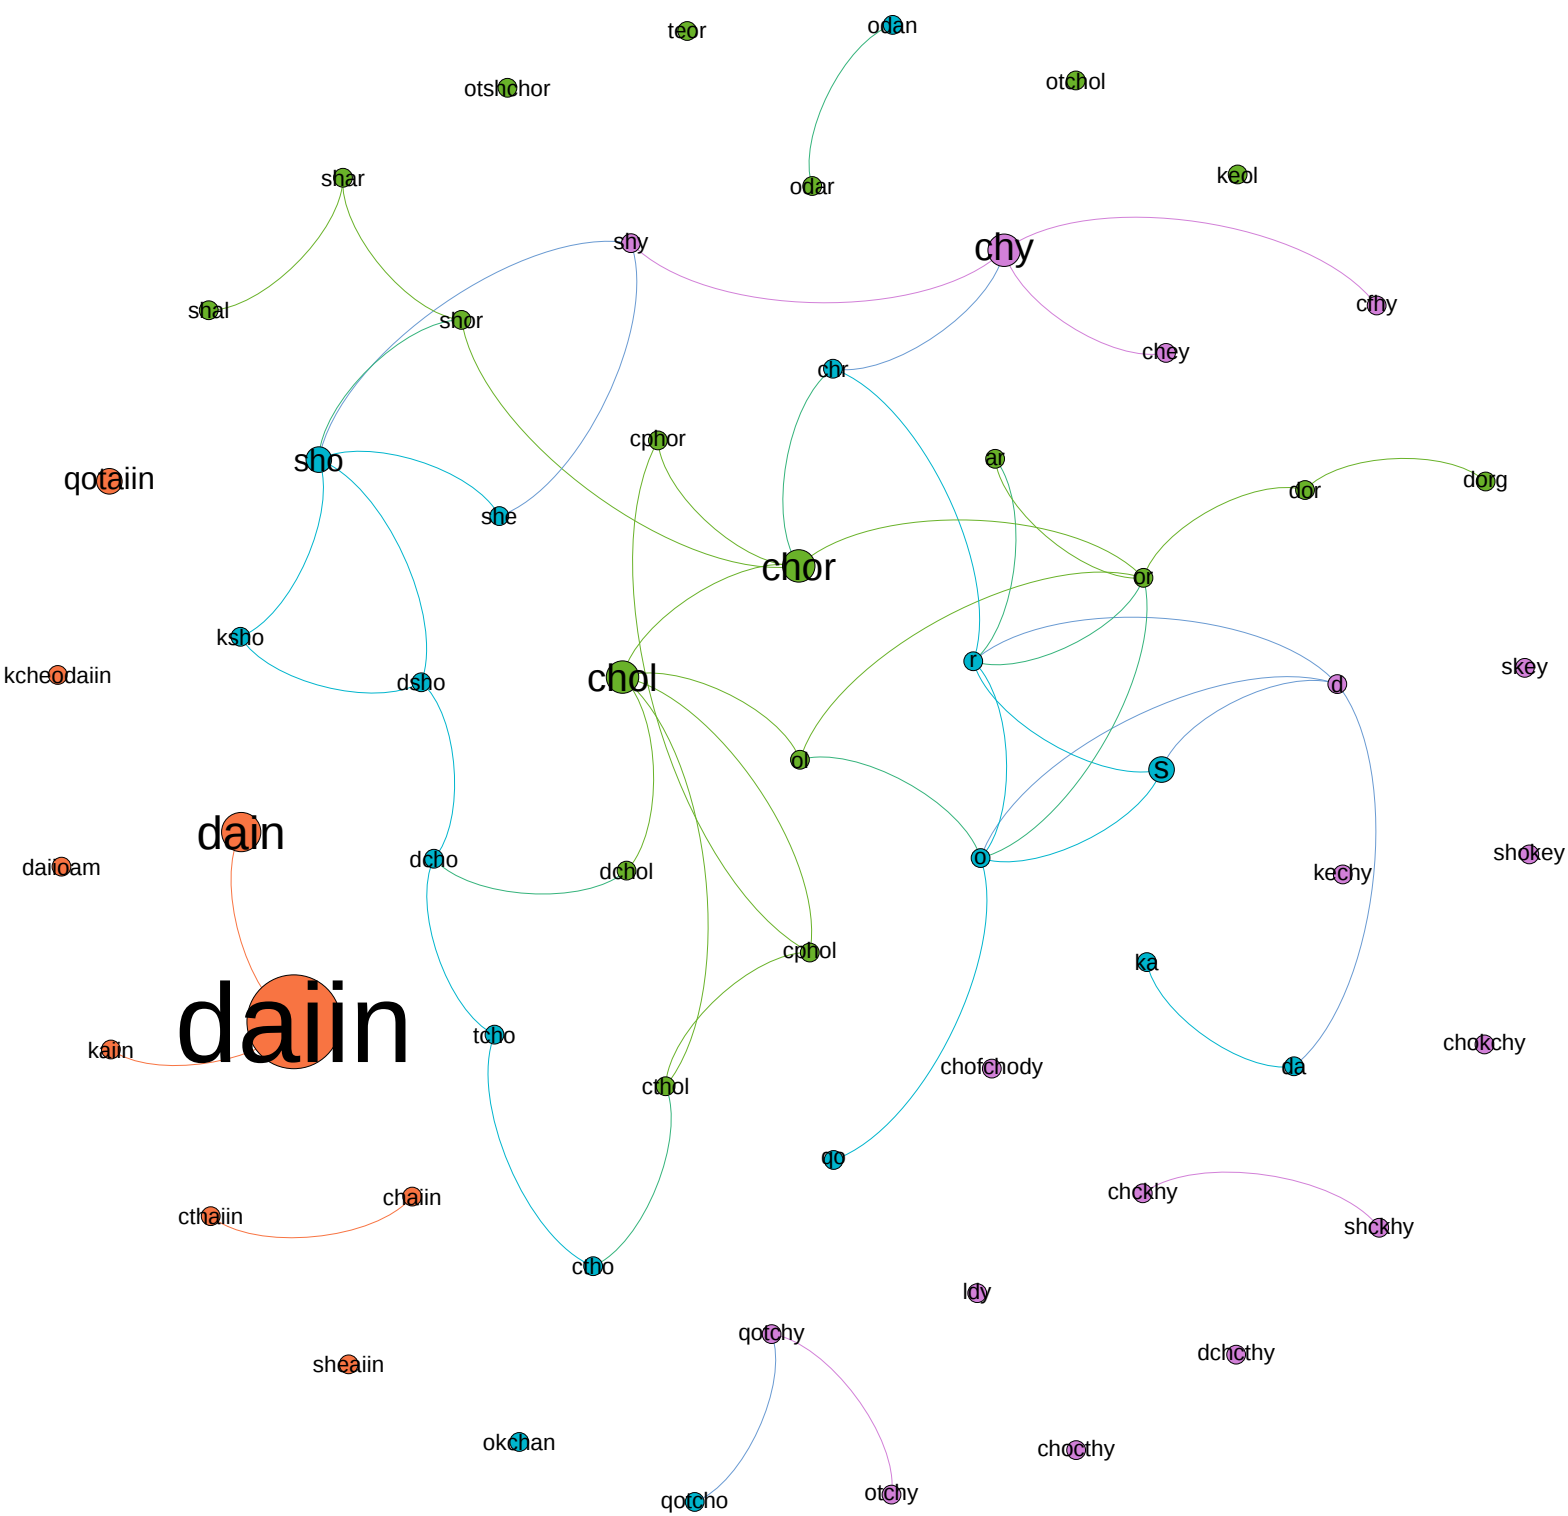 odan
teor
otchol
otshchor
keol
shar
odar
shy
chy
cfhy
shal
shor
chey
chr
cphor
ar
sho
qotaiin
dorg
dor
she
chor
or
ksho
r
skey
kcheodaiin
chol
dsho
d
ol
s
dain
shokey
dcho
o
daiioam
dchol
kechy
cphol
ka
daiin
tcho
chokchy
kaiin
chofchody
da
cthol
qo
chckhy
chaiin
cthaiin
shckhy
ctho
ldy
qotchy
dchcthy
sheaiin
okchan
chocthy
otchy
qotcho